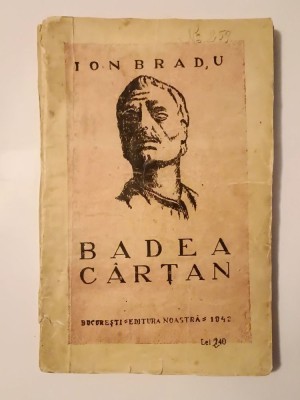 ION BRADU
BADEA
CÂRȚAN
BUCUREȘTI = EDITURA NOASTRĂ = 1942
Lei 240